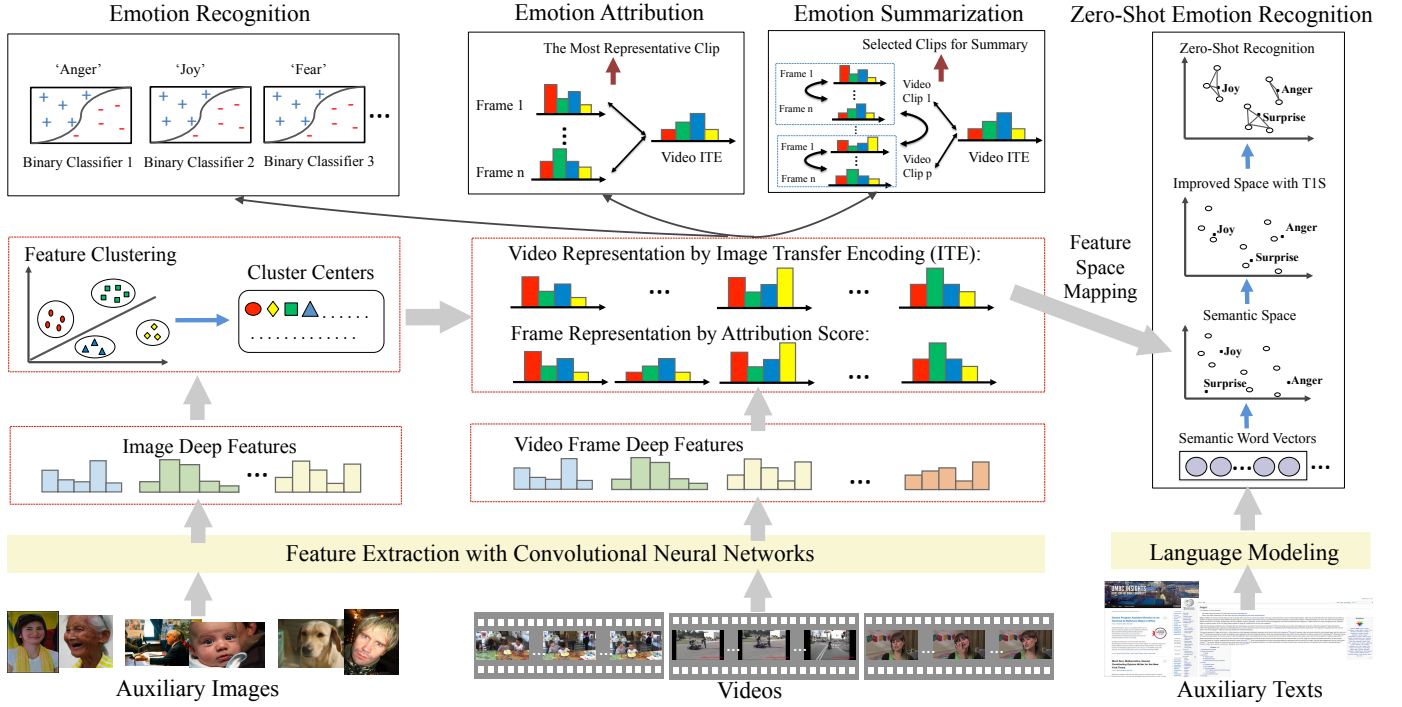 Emotion Recognition
'Anger'
'Joy'
'Fear'
Binary Classifier 1
Binary Classifier 2
Binary Classifier 3
Emotion Attribution
The Most Representative Clip
Frame 1
Frame n
Video ITE
Emotion Summarization
Selected Clips for Summary
Frame 1
Frame n
Video
Clip 1
Frame 1
Frame n
Video
Clip p
Video ITE
Zero-Shot Emotion Recognition
Zero-Shot Recognition
Joy
Anger
Surprise
Improved Space with T1S
Joy
Anger
Surprise
Semantic Space
Joy
Surprise
Anger
Semantic Word Vectors
Feature Clustering
Cluster Centers
Video Representation by Image Transfer Encoding (ITE):
Frame Representation by Attribution Score:
Feature
Space
Mapping
Image Deep Features
Video Frame Deep Features
Feature Extraction with Convolutional Neural Networks
Language Modeling
UMBC INSIGHTS
Auxiliary Images
Videos
Auxiliary Texts